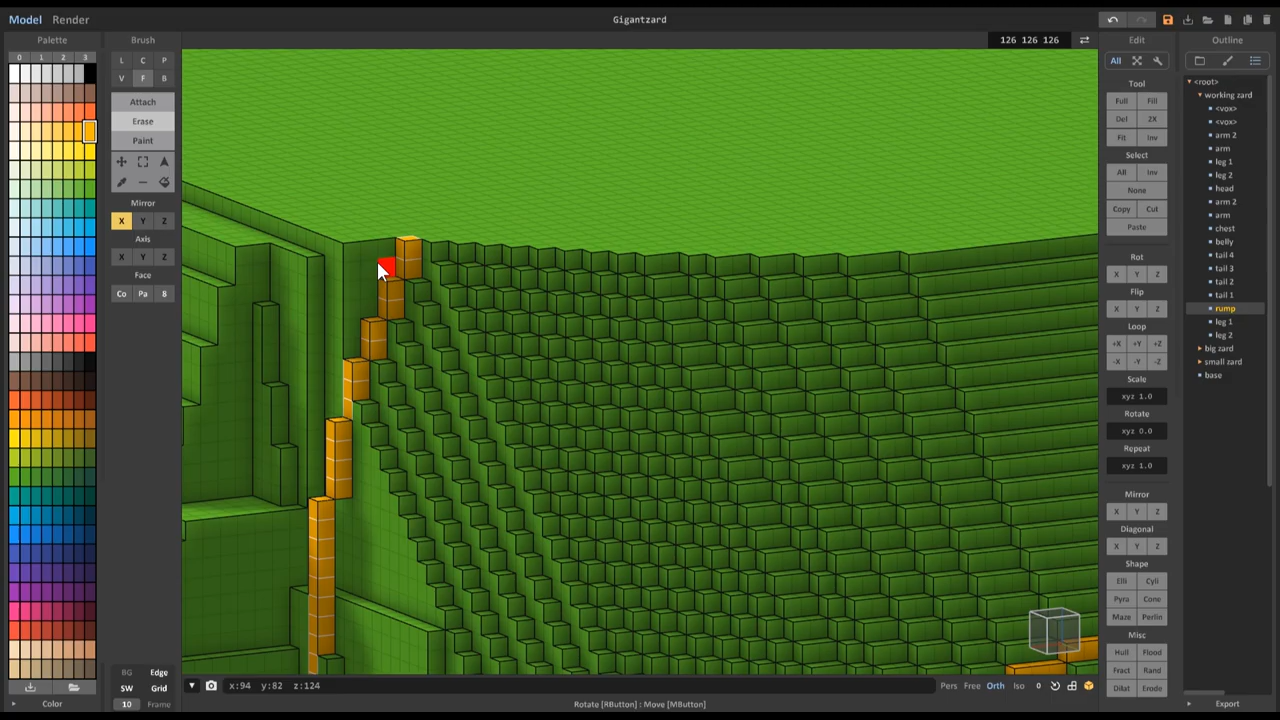 Model Render
Gigantzard
Palette
Brush
126 126 126
Edit
Outline
0 1 2 3
L C P
V F B
Attach
Erase
Paint
Mirror
X Y Z
Axis
X Y Z
Face
Co Pa 8
BG Edge
SW Grid
10 Frame
Color
x:94 y:82 z:124
Pers Free Orth Iso 0
Rotate [RButton] : Move [MButton]
All
Tool
Full Fill
Del 2X
Fit Inv
Select
All Inv
None
Copy Cut
Paste
Rot
X Y Z
Flip
X Y Z
Loop
+X +Y +Z
-X -Y -Z
Scale
xyz 1.0
Rotate
xyz 0.0
Repeat
xyz 1.0
Mirror
X Y Z
Diagonal
X Y Z
Shape
Elli Cyli
Pyra Cone
Maze Perlin
Misc
Hull Flood
Fract Rand
Dilat Erode
<root>
working zard
<vox>
<vox>
arm 2
arm
leg 1
leg 2
head
arm 2
arm
chest
belly
tail 4
tail 3
tail 2
tail 1
rump
leg 1
leg 2
big zard
small zard
base
Export